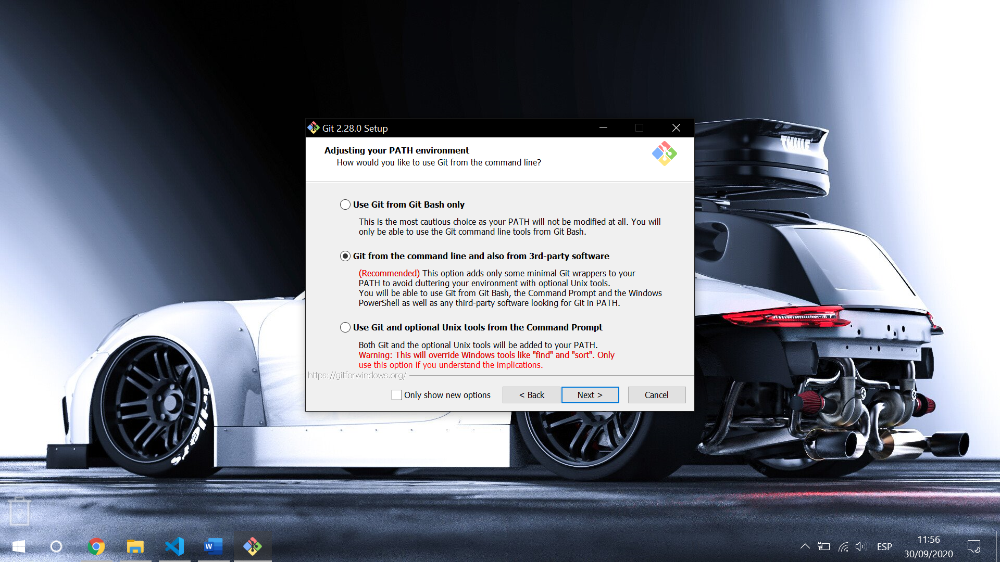 Git 2.28.0 Setup
Adjusting your PATH environment
How would you like to use Git from the command line?
THULE
Use Git from Git Bash only
This is the most cautious choice as your PATH will not be modified at all. You will
only be able to use the Git command line tools from Git Bash.
Git from the command line and also from 3rd-party software
(Recommended) This option adds only some minimal Git wrappers to your
PATH to avoid cluttering your environment with optional Unix tools.
You will be able to use Git from Git Bash, the Command Prompt and the Windows
PowerShell as well as any third-party software looking for Git in PATH.
Use Git and optional Unix tools from the Command Prompt
Both Git and the optional Unix tools will be added to your PATH.
Warning: This will override Windows tools like "find" and "sort". Only
use this option if you understand the implications.
https://gitforwindows.org/
Only show new options
< Back
Next >
Cancel
W
ESP
11:56
30/09/2020